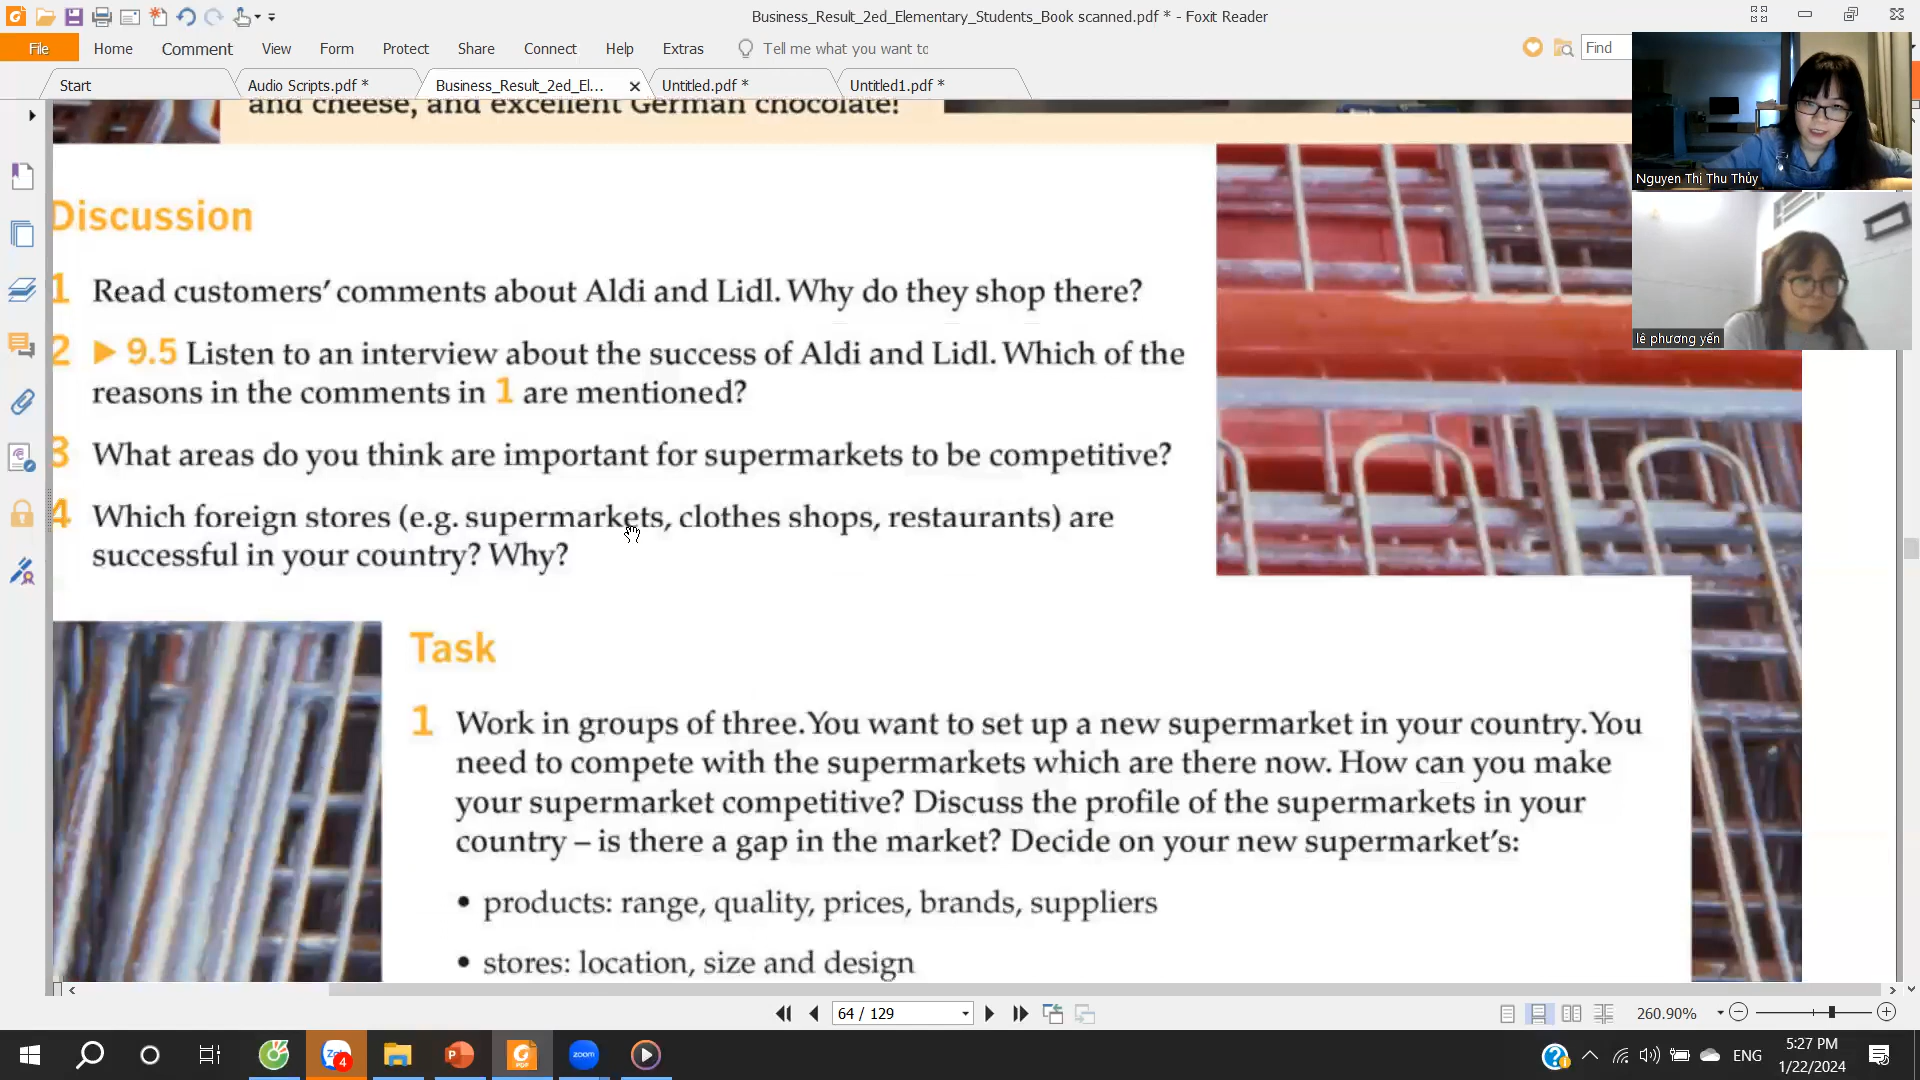 Business_Result_2ed_Elementary_Students_Book scanned.pdf * - Foxit Reader
File Home Comment View Form Protect Share Connect Help Extras Tell me what you want to Find
Start Audio Scripts.pdf * Business_Result_2ed_El... Untitled.pdf * Untitled1.pdf *
and cheese, and excellent German chocolate!
Nguyen Thị Thu Thủy
lê phương yến
Discussion
1 Read customers' comments about Aldi and Lidl. Why do they shop there?
2 ▶ 9.5 Listen to an interview about the success of Aldi and Lidl. Which of the
reasons in the comments in 1 are mentioned?
3 What areas do you think are important for supermarkets to be competitive?
4 Which foreign stores (e.g. supermarkets, clothes shops, restaurants) are
successful in your country? Why?
Task
1 Work in groups of three. You want to set up a new supermarket in your country. You
need to compete with the supermarkets which are there now. How can you make
your supermarket competitive? Discuss the profile of the supermarkets in your
country – is there a gap in the market? Decide on your new supermarket's:
• products: range, quality, prices, brands, suppliers
• stores: location, size and design
64 / 129
260.90%
4
zoom
ENG
5:27 PM
1/22/2024